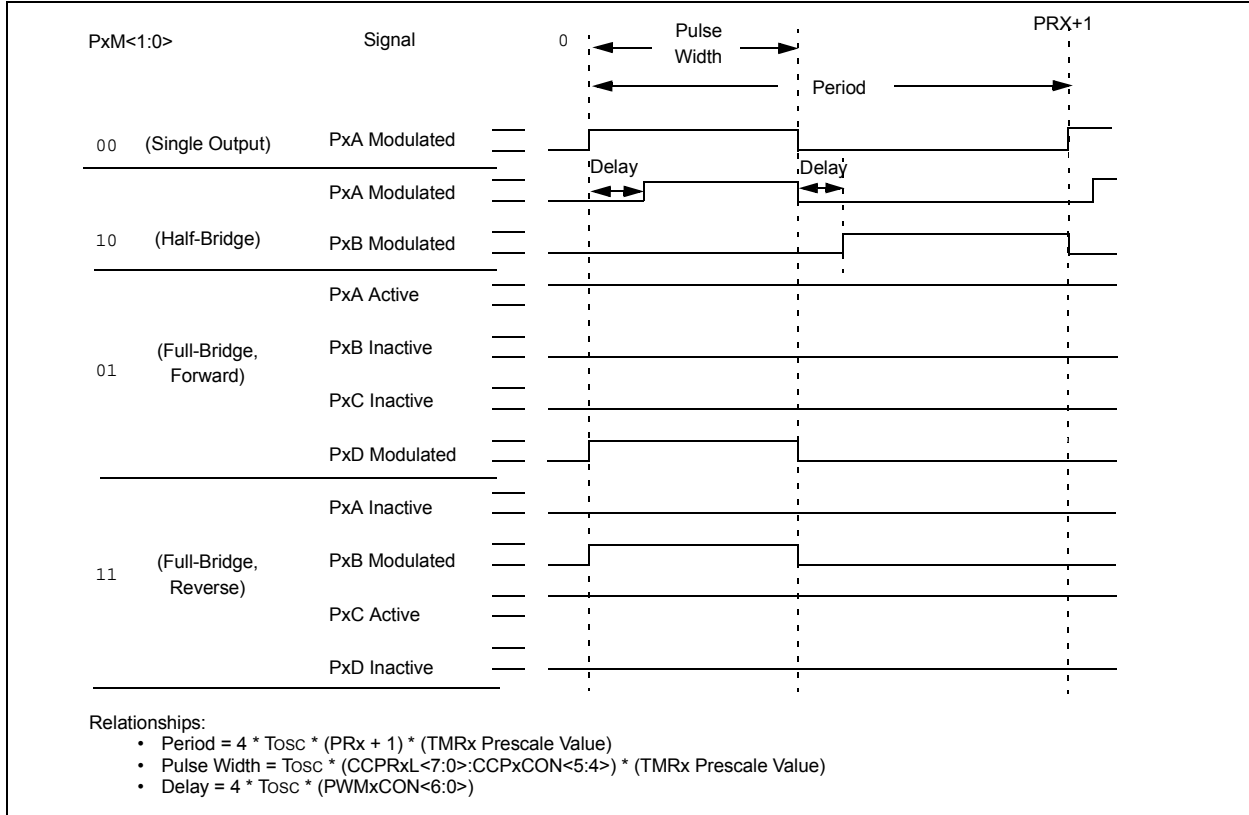 PRX+1
PxM<1:0> Signal 0 Pulse
Width
Period
00 (Single Output) PxA Modulated
Delay Delay
PxA Modulated
10 (Half-Bridge) PxB Modulated
PxA Active
(Full-Bridge, PxB Inactive
01 Forward)
PxC Inactive
PxD Modulated
PxA Inactive
(Full-Bridge, PxB Modulated
11 Reverse)
PxC Active
PxD Inactive
Relationships:
• Period = 4 * TOSC * (PRx + 1) * (TMRx Prescale Value)
• Pulse Width = TOSC * (CCPRxL<7:0>:CCPxCON<5:4>) * (TMRx Prescale Value)
• Delay = 4 * TOSC * (PWMxCON<6:0>)